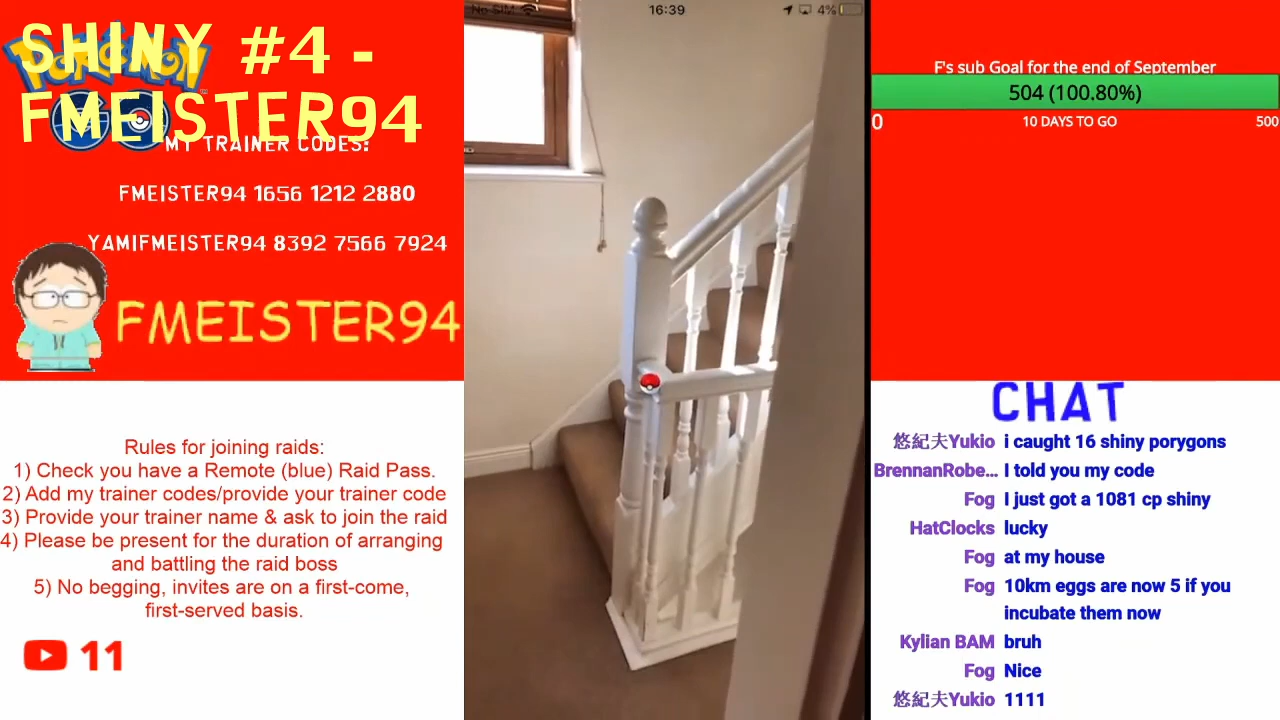 SHINY #4 -
FMEISTER94
POKÉMON
GO
MY TRAINER CODES:
FMEISTER94 1656 1212 2880
YAMIFMEISTER94 8392 7566 7924
FMEISTER94
Rules for joining raids:
1) Check you have a Remote (blue) Raid Pass.
2) Add my trainer codes/provide your trainer code
3) Provide your trainer name & ask to join the raid
4) Please be present for the duration of arranging
and battling the raid boss
5) No begging, invites are on a first-come,
first-served basis.
11
No SIM 16:39 4%
F's sub Goal for the end of September
504 (100.80%)
0 10 DAYS TO GO 500
CHAT
悠紀夫Yukio i caught 16 shiny porygons
BrennanRobe... I told you my code
Fog I just got a 1081 cp shiny
HatClocks lucky
Fog at my house
Fog 10km eggs are now 5 if you
incubate them now
Kylian BAM bruh
Fog Nice
悠紀夫Yukio 1111